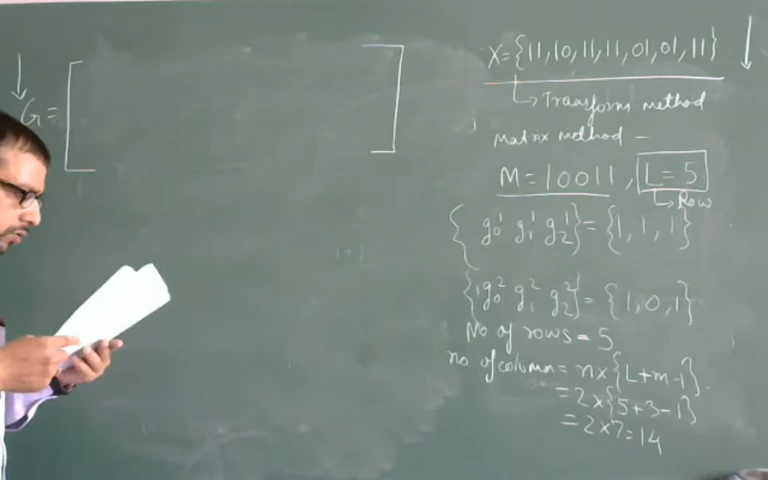 G =
X = {11, 10, 11, 11, 01, 01, 11}
→ Transform method
Matrix method –
M = 10011, L = 5
→ Row
{g₀¹ g₁¹ g₂¹} = {1, 1, 1}
{g₀² g₁² g₂²} = {1, 0, 1}
No of rows = 5
no of column = n×{L+m-1}
= 2×{5+3-1}
= 2×7=14